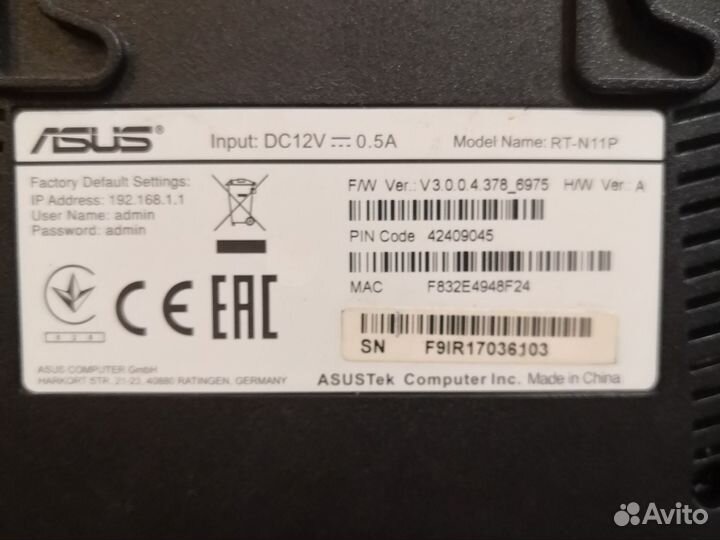 ASUS®
Input: DC12V 0.5A
Model Name: RT-N11P
Factory Default Settings:
IP Address: 192.168.1.1
User Name: admin
Password: admin
F/W Ver.: V3.0.0.4.378_6975 H/W Ver.: A
PIN Code 42409045
MAC F832E4948F24
CE EAC
SN F9IR17036103
ASUS COMPUTER GmbH
HARKORT STR. 21-23, 40880 RATINGEN, GERMANY
ASUSTek Computer Inc. Made in China
Avito